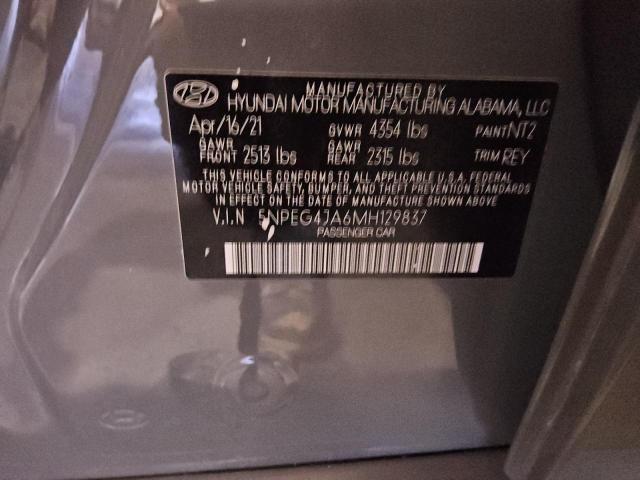 MANUFACTURED BY
HYUNDAI MOTOR MANUFACTURING ALABAMA, LLC
Apr/16/21 GVWR 4354 lbs PAINT NT2
GAWR FRONT 2513 lbs GAWR REAR 2315 lbs TRIM REY
THIS VEHICLE CONFORMS TO ALL APPLICABLE U.S.A. FEDERAL
MOTOR VEHICLE SAFETY, BUMPER, AND THEFT PREVENTION STANDARDS
IN EFFECT ON THE DATE OF MANUFACTURE SHOWN ABOVE
V.I.N 5NPEG4JA6MH129837
PASSENGER CAR